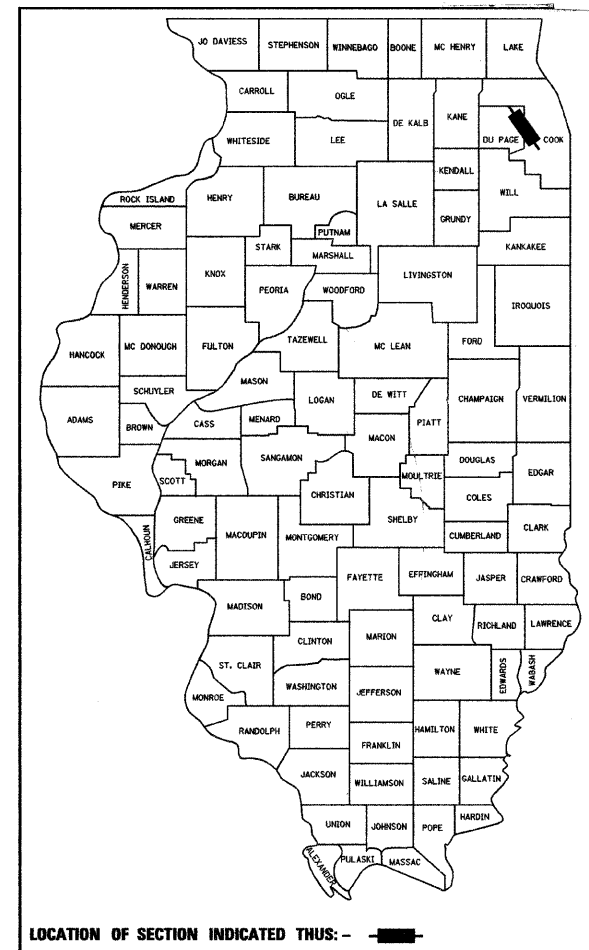 JO DAVIESS STEPHENSON WINNEBAGO BOONE MC HENRY LAKE
CARROLL OGLE
DE KALB KANE
WHITESIDE LEE DU PAGE COOK
KENDALL
ROCK ISLAND HENRY BUREAU LA SALLE WILL
GRUNDY
MERCER PUTNAM
STARK MARSHALL KANKAKEE
HENDERSON WARREN KNOX PEORIA WOODFORD LIVINGSTON
IROQUOIS
HANCOCK MC DONOUGH FULTON TAZEWELL MC LEAN FORD
MASON
SCHUYLER LOGAN DE WITT CHAMPAIGN VERMILION
ADAMS BROWN CASS MENARD PIATT
MACON
MORGAN SANGAMON DOUGLAS
PIKE SCOTT MOULTRIE EDGAR
CHRISTIAN COLES
GREENE SHELBY
CALHOUN MACOUPIN MONTGOMERY CUMBERLAND CLARK
JERSEY FAYETTE EFFINGHAM JASPER CRAWFORD
MADISON BOND
CLAY RICHLAND LAWRENCE
CLINTON MARION
ST. CLAIR WAYNE EDWARDS WABASH
WASHINGTON JEFFERSON
MONROE
RANDOLPH PERRY HAMILTON WHITE
FRANKLIN
JACKSON WILLIAMSON SALINE GALLATIN
UNION JOHNSON POPE HARDIN
ALEXANDER PULASKI MASSAC
LOCATION OF SECTION INDICATED THUS: -